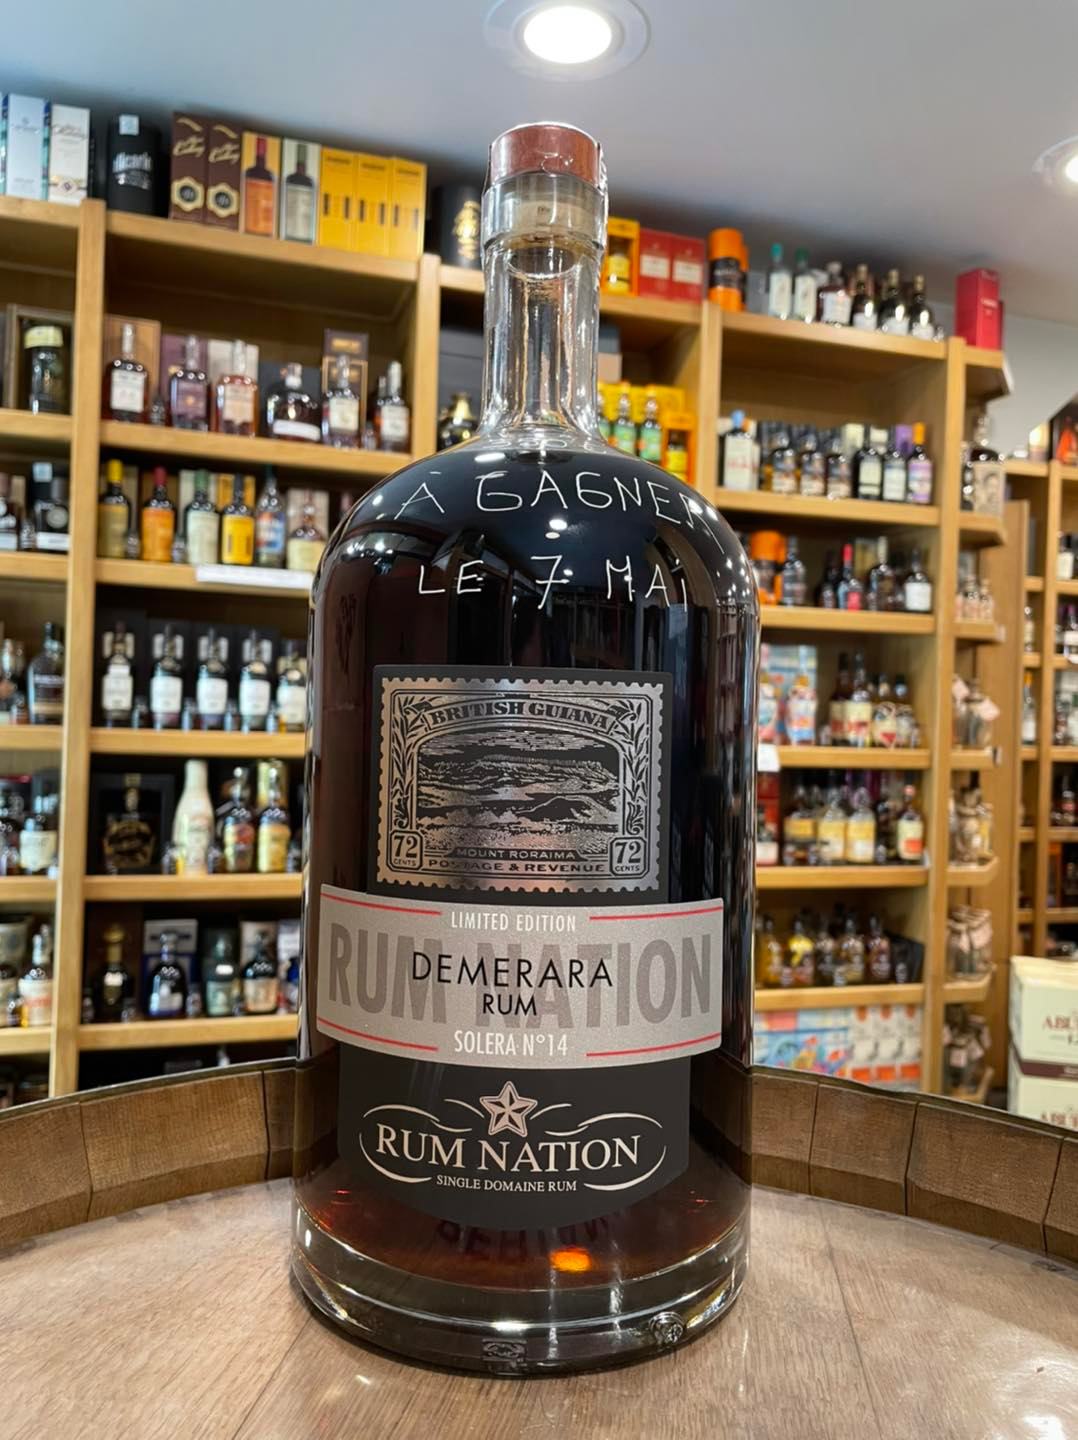 À GAGNER
LE 7 MAi
BRITISH GUIANA
72 CENTS
72 CENTS
MOUNT RORAIMA
POSTAGE & REVENUE
LIMITED EDITION
RUM NATION
DEMERARA
RUM
SOLERA N°14
RUM NATION
SINGLE DOMAINE RUM